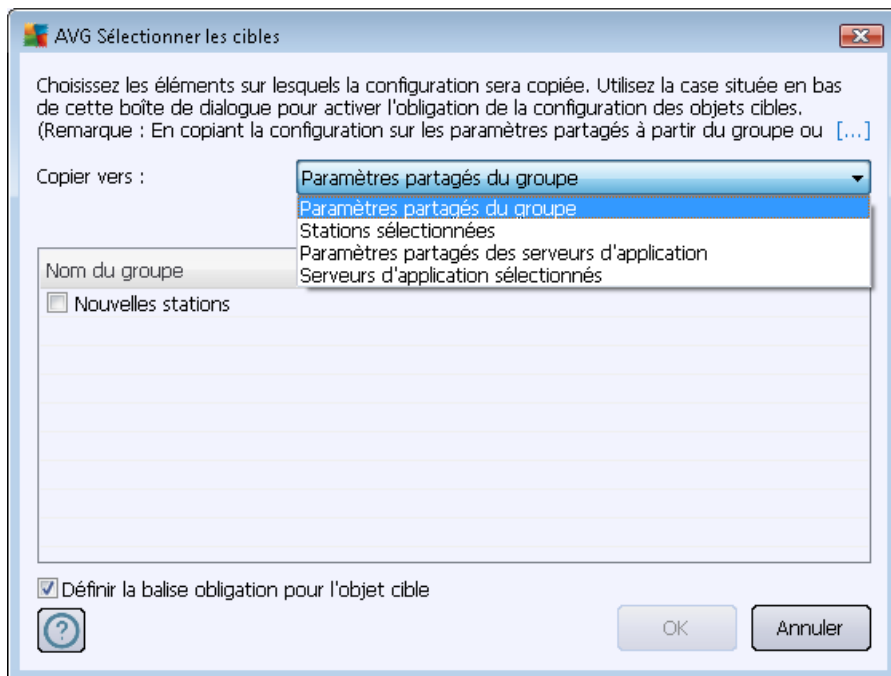 AVG Sélectionner les cibles
Choisissez les éléments sur lesquels la configuration sera copiée. Utilisez la case située en bas
de cette boîte de dialogue pour activer l'obligation de la configuration des objets cibles.
(Remarque : En copiant la configuration sur les paramètres partagés à partir du groupe ou [...]
Copier vers :
Paramètres partagés du groupe
Paramètres partagés du groupe
Stations sélectionnées
Paramètres partagés des serveurs d'application
Serveurs d'application sélectionnés
Nom du groupe
Nouvelles stations
Définir la balise obligation pour l'objet cible
?
OK
Annuler